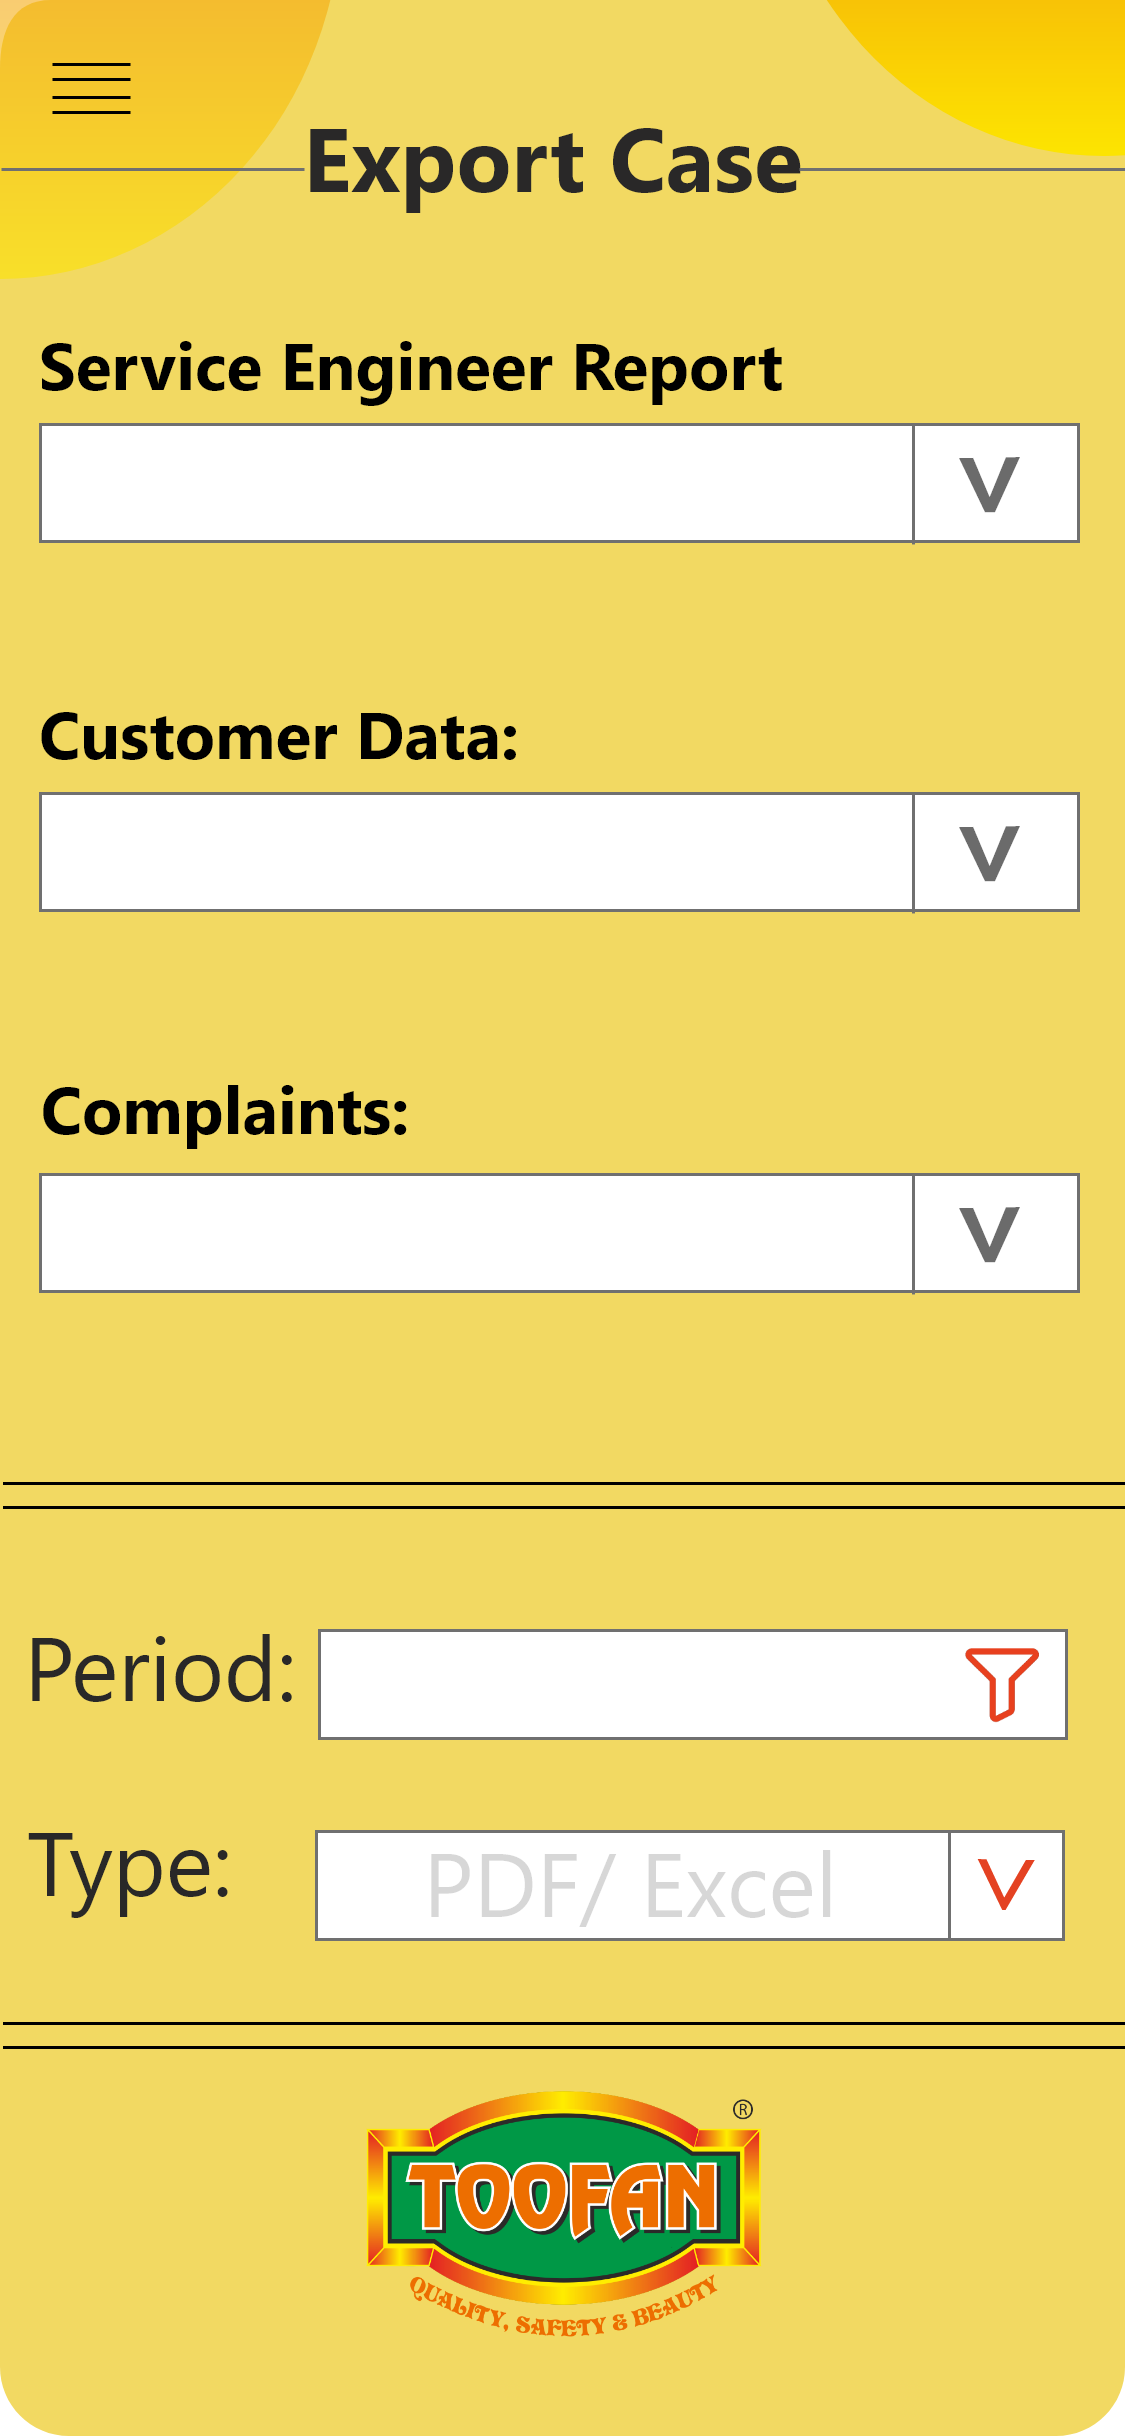 Export Case
Service Engineer Report
Customer Data:
Complaints:
Period:
Type:
PDF/ Excel
®
TOOFAN
QUALITY, SAFETY & BEAUTY